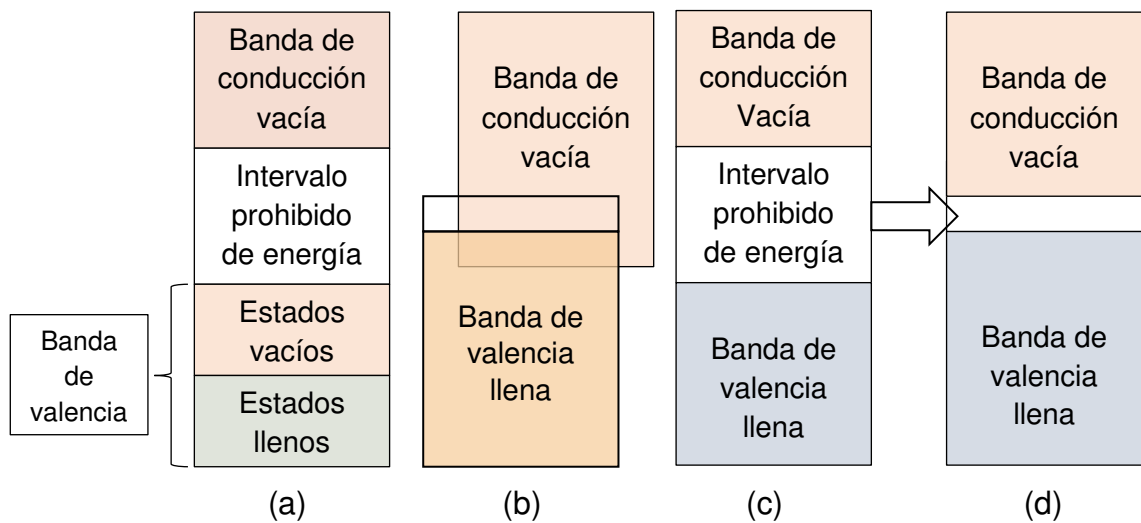 Banda de
conducción
vacía
Intervalo
prohibido
de energía
Estados
vacíos
Estados
llenos
Banda
de
valencia
(a)
Banda de
conducción
vacía
Banda de
valencia
llena
(b)
Banda de
conducción
Vacía
Intervalo
prohibido
de energía
Banda de
valencia
llena
(c)
Banda de
conducción
vacía
Banda de
valencia
llena
(d)